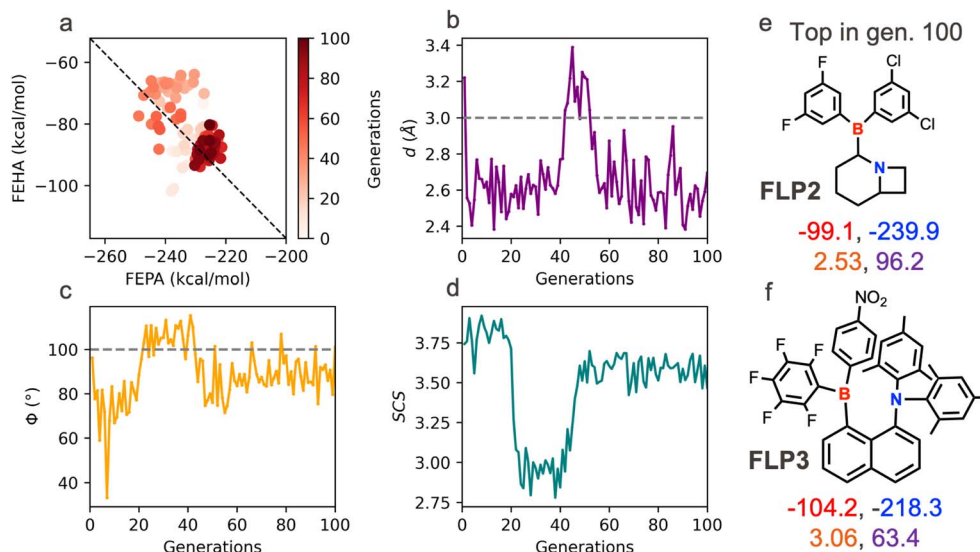 a
FEHA (kcal/mol)
−60
−80
−100
−260
−240
−220
−200
FEPA (kcal/mol)
100
80
60
40
20
0
Generations
b
d (Å)
3.4
3.2
3.0
2.8
2.6
2.4
0
20
40
60
80
100
Generations
c
Φ (°)
100
80
60
40
0
20
40
60
80
100
Generations
d
SCS
3.75
3.50
3.25
3.00
2.75
0
20
40
60
80
100
Generations
e
Top in gen. 100
F
Cl
F
B
Cl
N
FLP2
-99.1, -239.9
2.53, 96.2
f
NO2
F
F
F
B
N
F
F
FLP3
-104.2, -218.3
3.06, 63.4